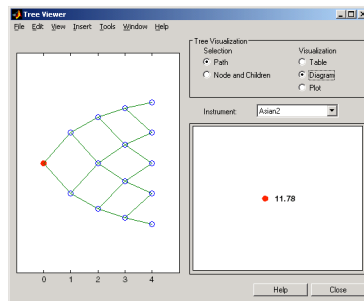 Tree Viewer
File Edit View Insert Tools Window Help
Tree Visualization
Selection
Visualization
Path
Table
Node and Children
Diagram
Plot
Instrument:
Asian2
11.78
0 1 2 3 4
Help
Close